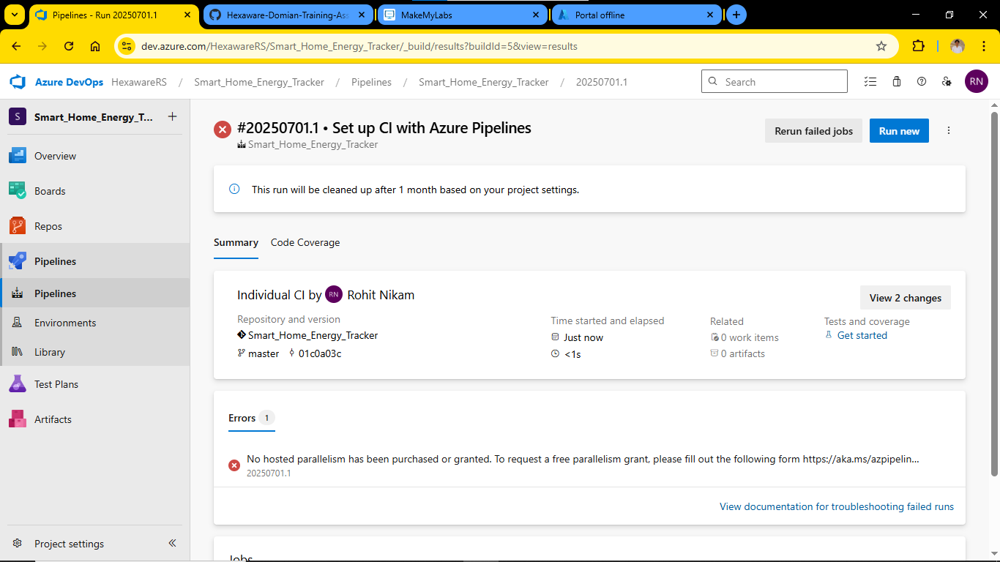 Pipelines - Run 20250701.1
Hexaware-Domian-Training-Ass
MakeMyLabs
Portal offline
dev.azure.com/HexawareRS/Smart_Home_Energy_Tracker/_build/results?buildId=5&view=results
Azure DevOps HexawareRS / Smart_Home_Energy_Tracker / Pipelines / Smart_Home_Energy_Tracker / 20250701.1
Search
RN
S Smart_Home_Energy_T...
Overview
Boards
Repos
Pipelines
Pipelines
Environments
Library
Test Plans
Artifacts
Project settings
#20250701.1 • Set up CI with Azure Pipelines
Smart_Home_Energy_Tracker
Rerun failed jobs
Run new
This run will be cleaned up after 1 month based on your project settings.
Summary Code Coverage
Individual CI by RN Rohit Nikam
View 2 changes
Repository and version
Smart_Home_Energy_Tracker
master 01c0a03c
Time started and elapsed
Just now
<1s
Related
0 work items
0 artifacts
Tests and coverage
Get started
Errors 1
No hosted parallelism has been purchased or granted. To request a free parallelism grant, please fill out the following form https://aka.ms/azpipelin...
20250701.1
View documentation for troubleshooting failed runs
Jobs